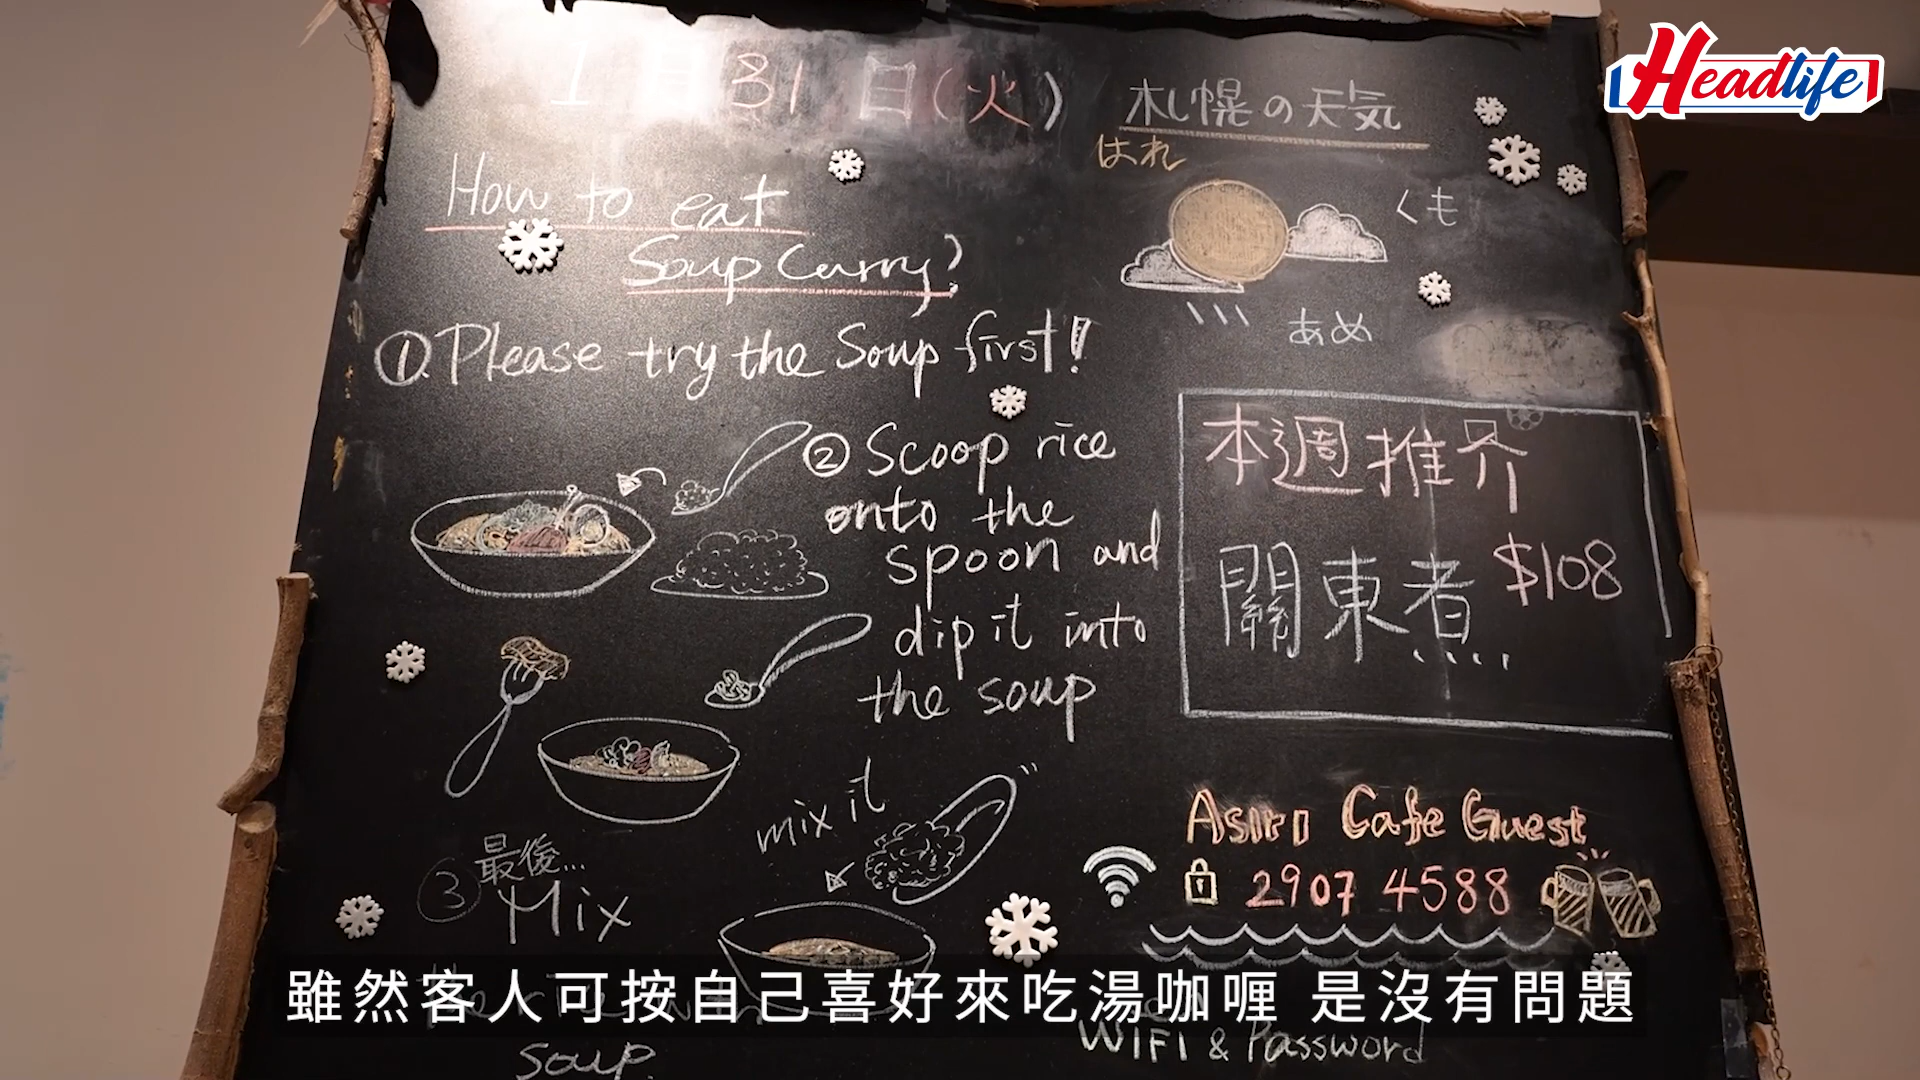 Headlife
1月31日(火)
札幌の天気
はれ
くも
あめ
How to eat
Soup Curry?
①.Please try the Soup first!
②Scoop rice
onto the
spoon and
dip it into
the soup
mix it
③最後...
Mix
soup.
本週推介
關東煮 $108
....
Asiri Cafe Guest
2907 4588
WiFi & Password
雖然客人可按自己喜好來吃湯咖喱 是沒有問題